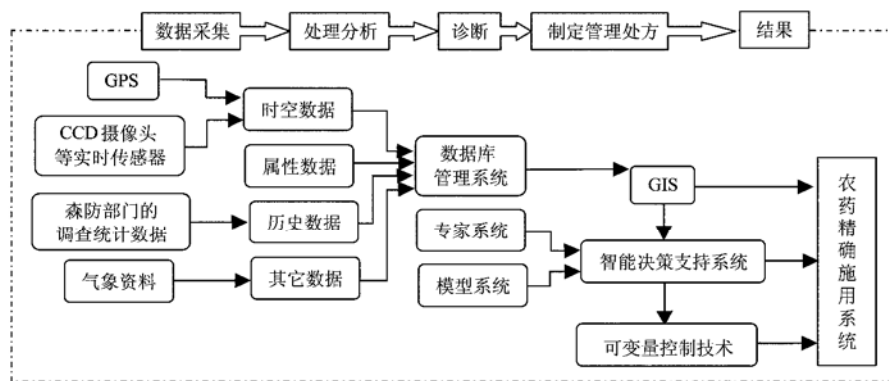 数据采集
处理分析
诊断
制定管理处方
结果
GPS
时空数据
CCD摄像头
等实时传感器
属性数据
数据库
管理系统
GIS
森防部门的
调查统计数据
历史数据
专家系统
智能决策支持系统
气象资料
其它数据
模型系统
可变量控制技术
农药精确施用系统